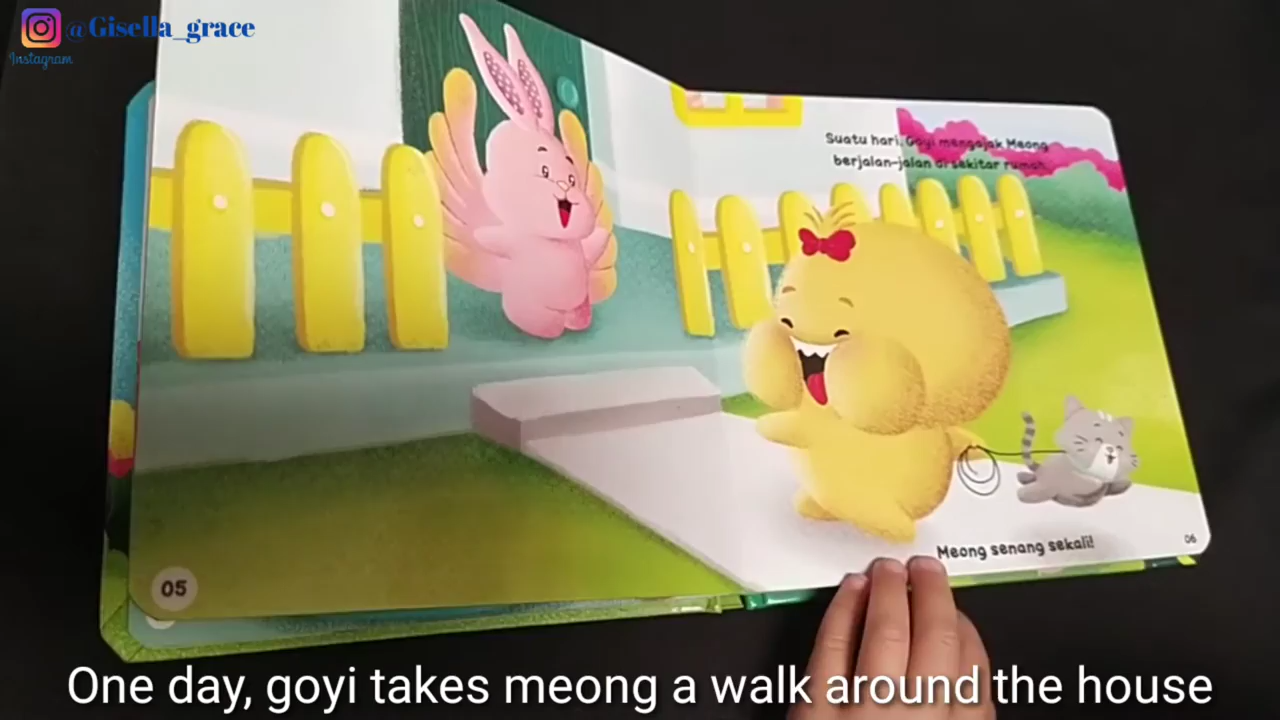 @Gisella_grace
Instagram
Suatu hari, Goyi mengajak Meong
berjalan-jalan di sekitar rumah.
Meong senang sekali!
05
06
One day, goyi takes meong a walk around the house